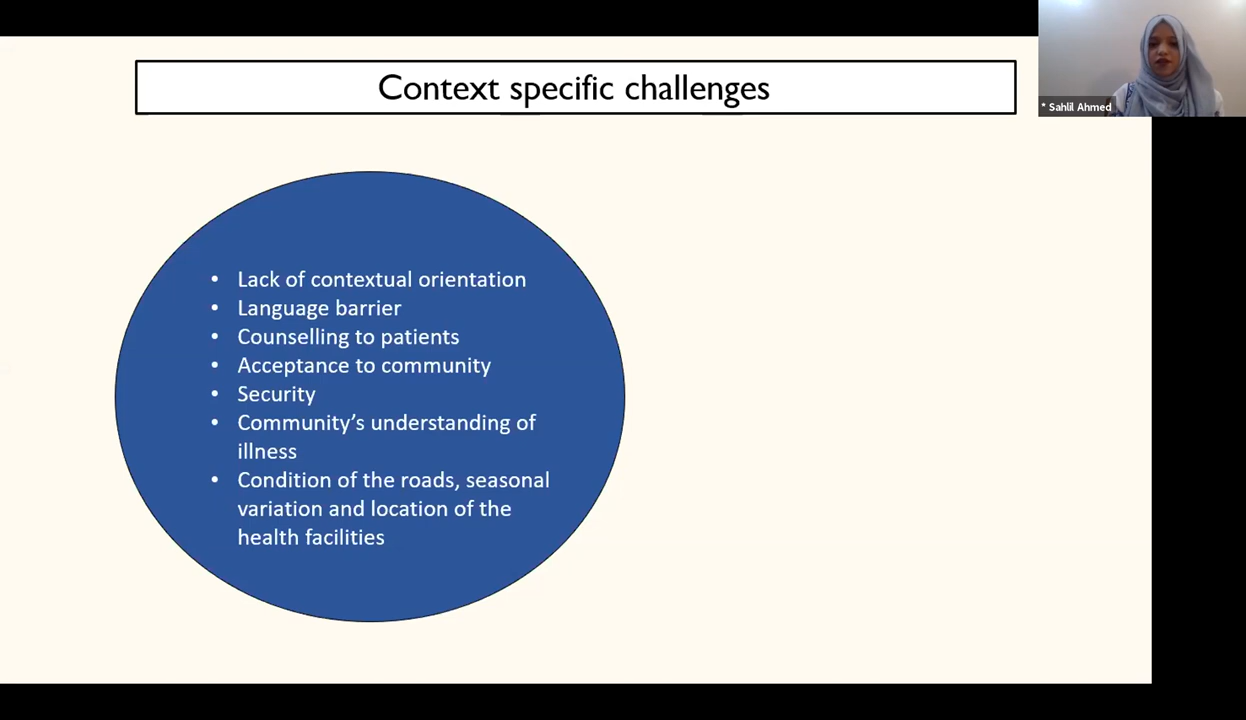 Context specific challenges
* Sahlil Ahmed
• Lack of contextual orientation
• Language barrier
• Counselling to patients
• Acceptance to community
• Security
• Community’s understanding of
illness
• Condition of the roads, seasonal
variation and location of the
health facilities